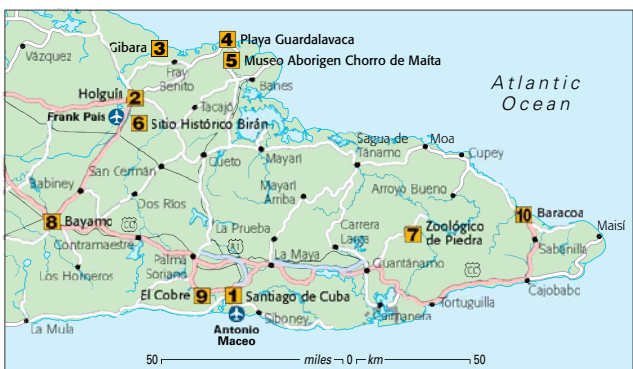 4 Playa Guardalavaca
Gibara 3
5 Museo Aborigen Chorro de Maíta
Vázquez
Fray
Benito
Banes
Atlantic
Ocean
Holguín
2
Tacajó
Frank País
6 Sitio Histórico Birán
Sagua de
Tánamo
Moa
Cupey
Cueto
Mayarí
San Germán
Babiney
Mayarí
Arriba
Arroyo Bueno
Dos Ríos
8 Bayamo
CC
La Prueba
Carrera
Larga
7 Zoológico
de Piedra
10 Baracoa
Maisí
Contramaestre
A1
Sabanilla
Palma
Soriano
La Maya
Guantánamo
CC
Los Horneros
Cajobabo
El Cobre 9
1 Santiago de Cuba
Tortuguilla
Caimanera
La Mula
Antonio
Maceo
Siboney
50 miles 0 km 50